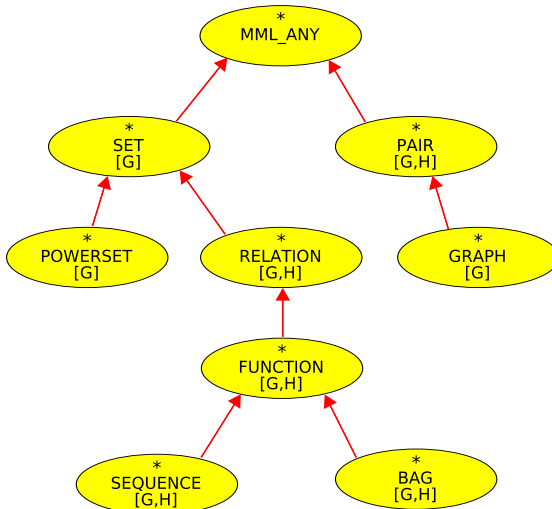 *
MML_ANY
*
SET
[G]
*
PAIR
[G,H]
*
POWERSET
[G]
*
RELATION
[G,H]
*
GRAPH
[G]
*
FUNCTION
[G,H]
*
SEQUENCE
[G,H]
*
BAG
[G,H]